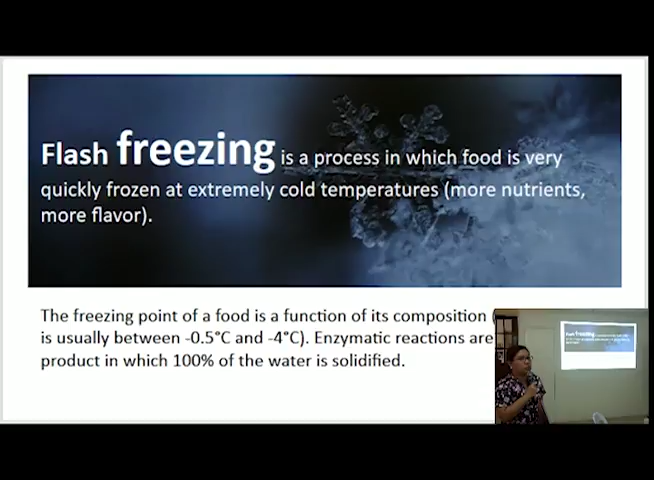 Flash freezing is a process in which food is very
quickly frozen at extremely cold temperatures (more nutrients,
more flavor).
The freezing point of a food is a function of its composition (
is usually between -0.5°C and -4°C). Enzymatic reactions are
product in which 100% of the water is solidified.
Flash freezing